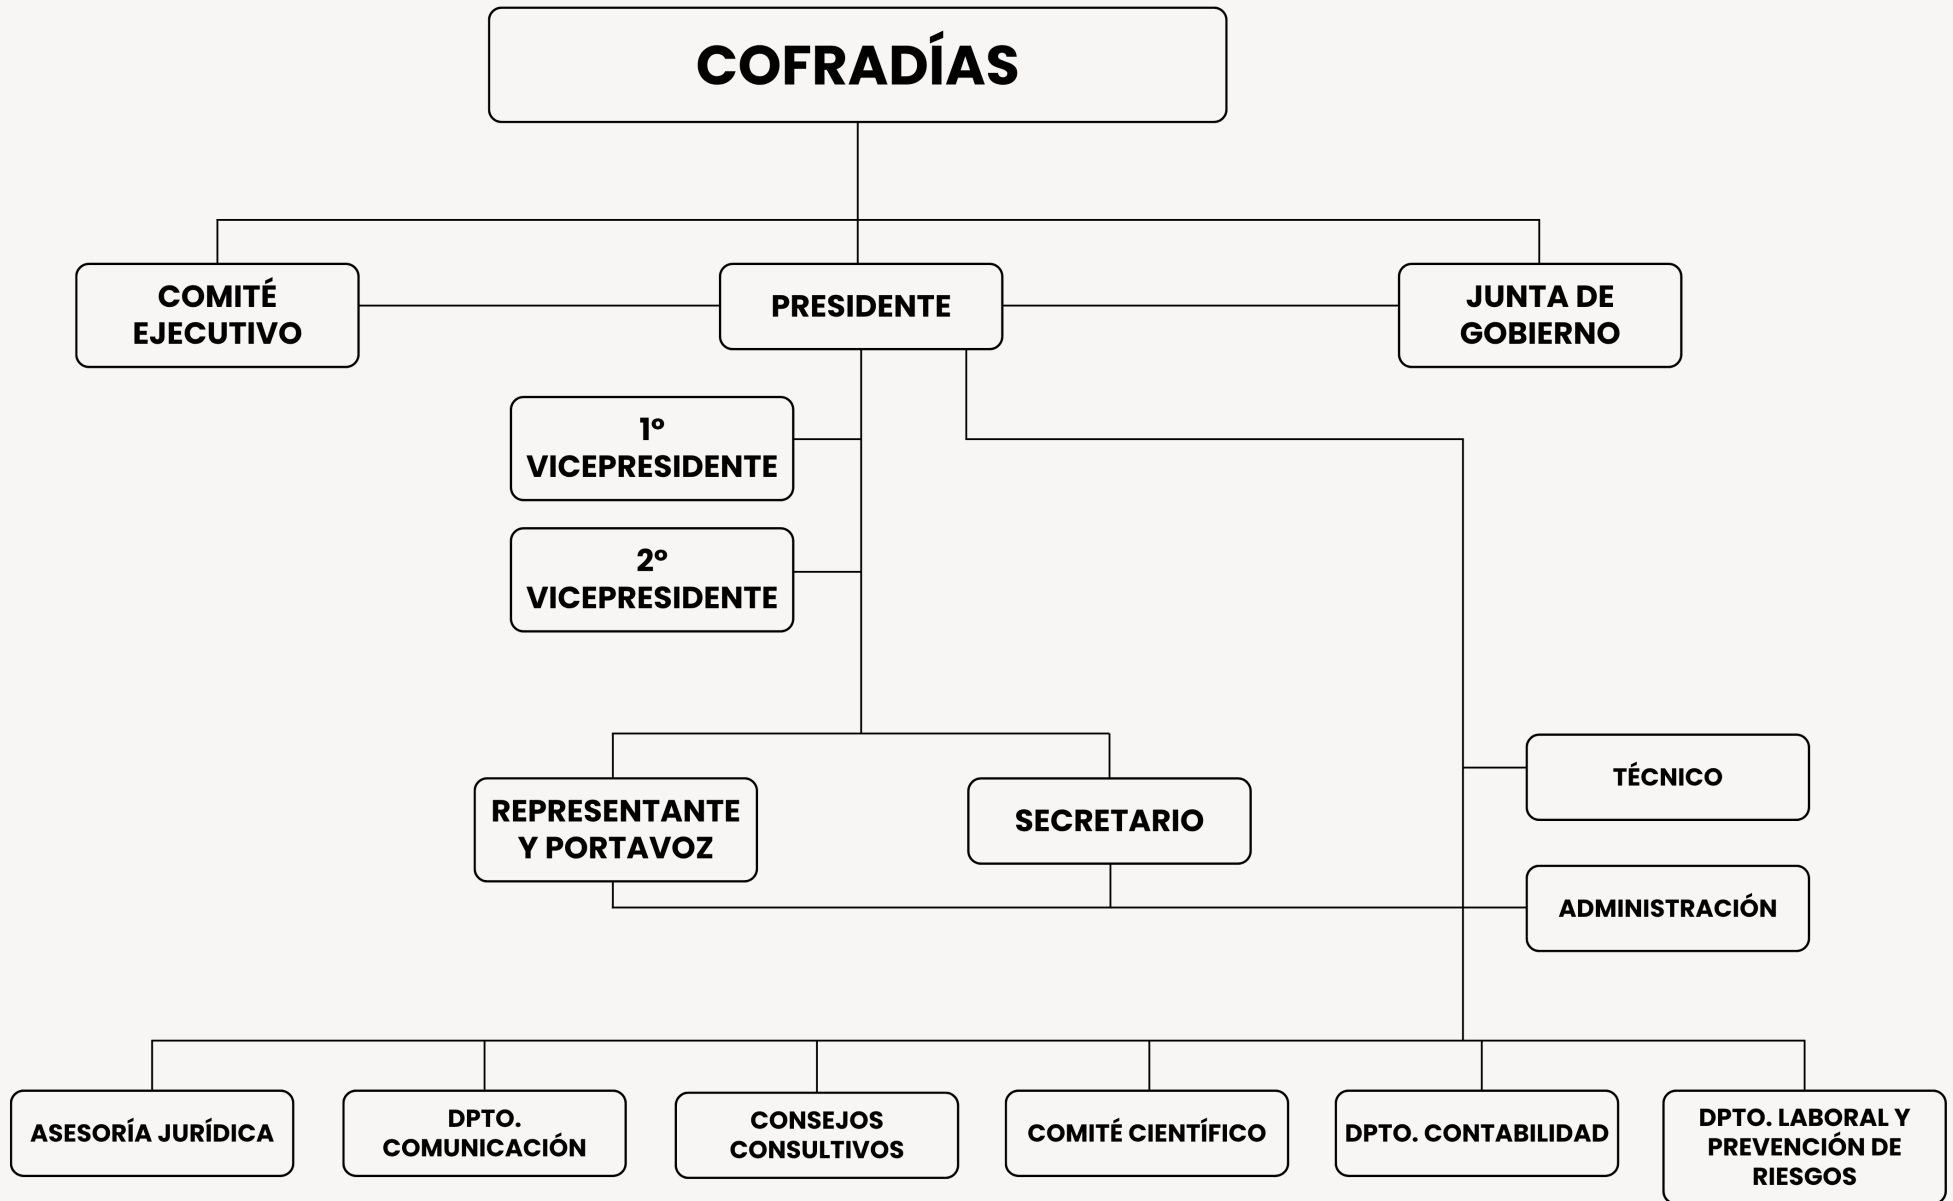 COFRADÍAS
COMITÉ
EJECUTIVO
PRESIDENTE
JUNTA DE
GOBIERNO
1º
VICEPRESIDENTE
2º
VICEPRESIDENTE
REPRESENTANTE
Y PORTAVOZ
SECRETARIO
TÉCNICO
ADMINISTRACIÓN
ASESORÍA JURÍDICA
DPTO.
COMUNICACIÓN
CONSEJOS
CONSULTIVOS
COMITÉ CIENTÍFICO
DPTO. CONTABILIDAD
DPTO. LABORAL Y
PREVENCIÓN DE
RIESGOS